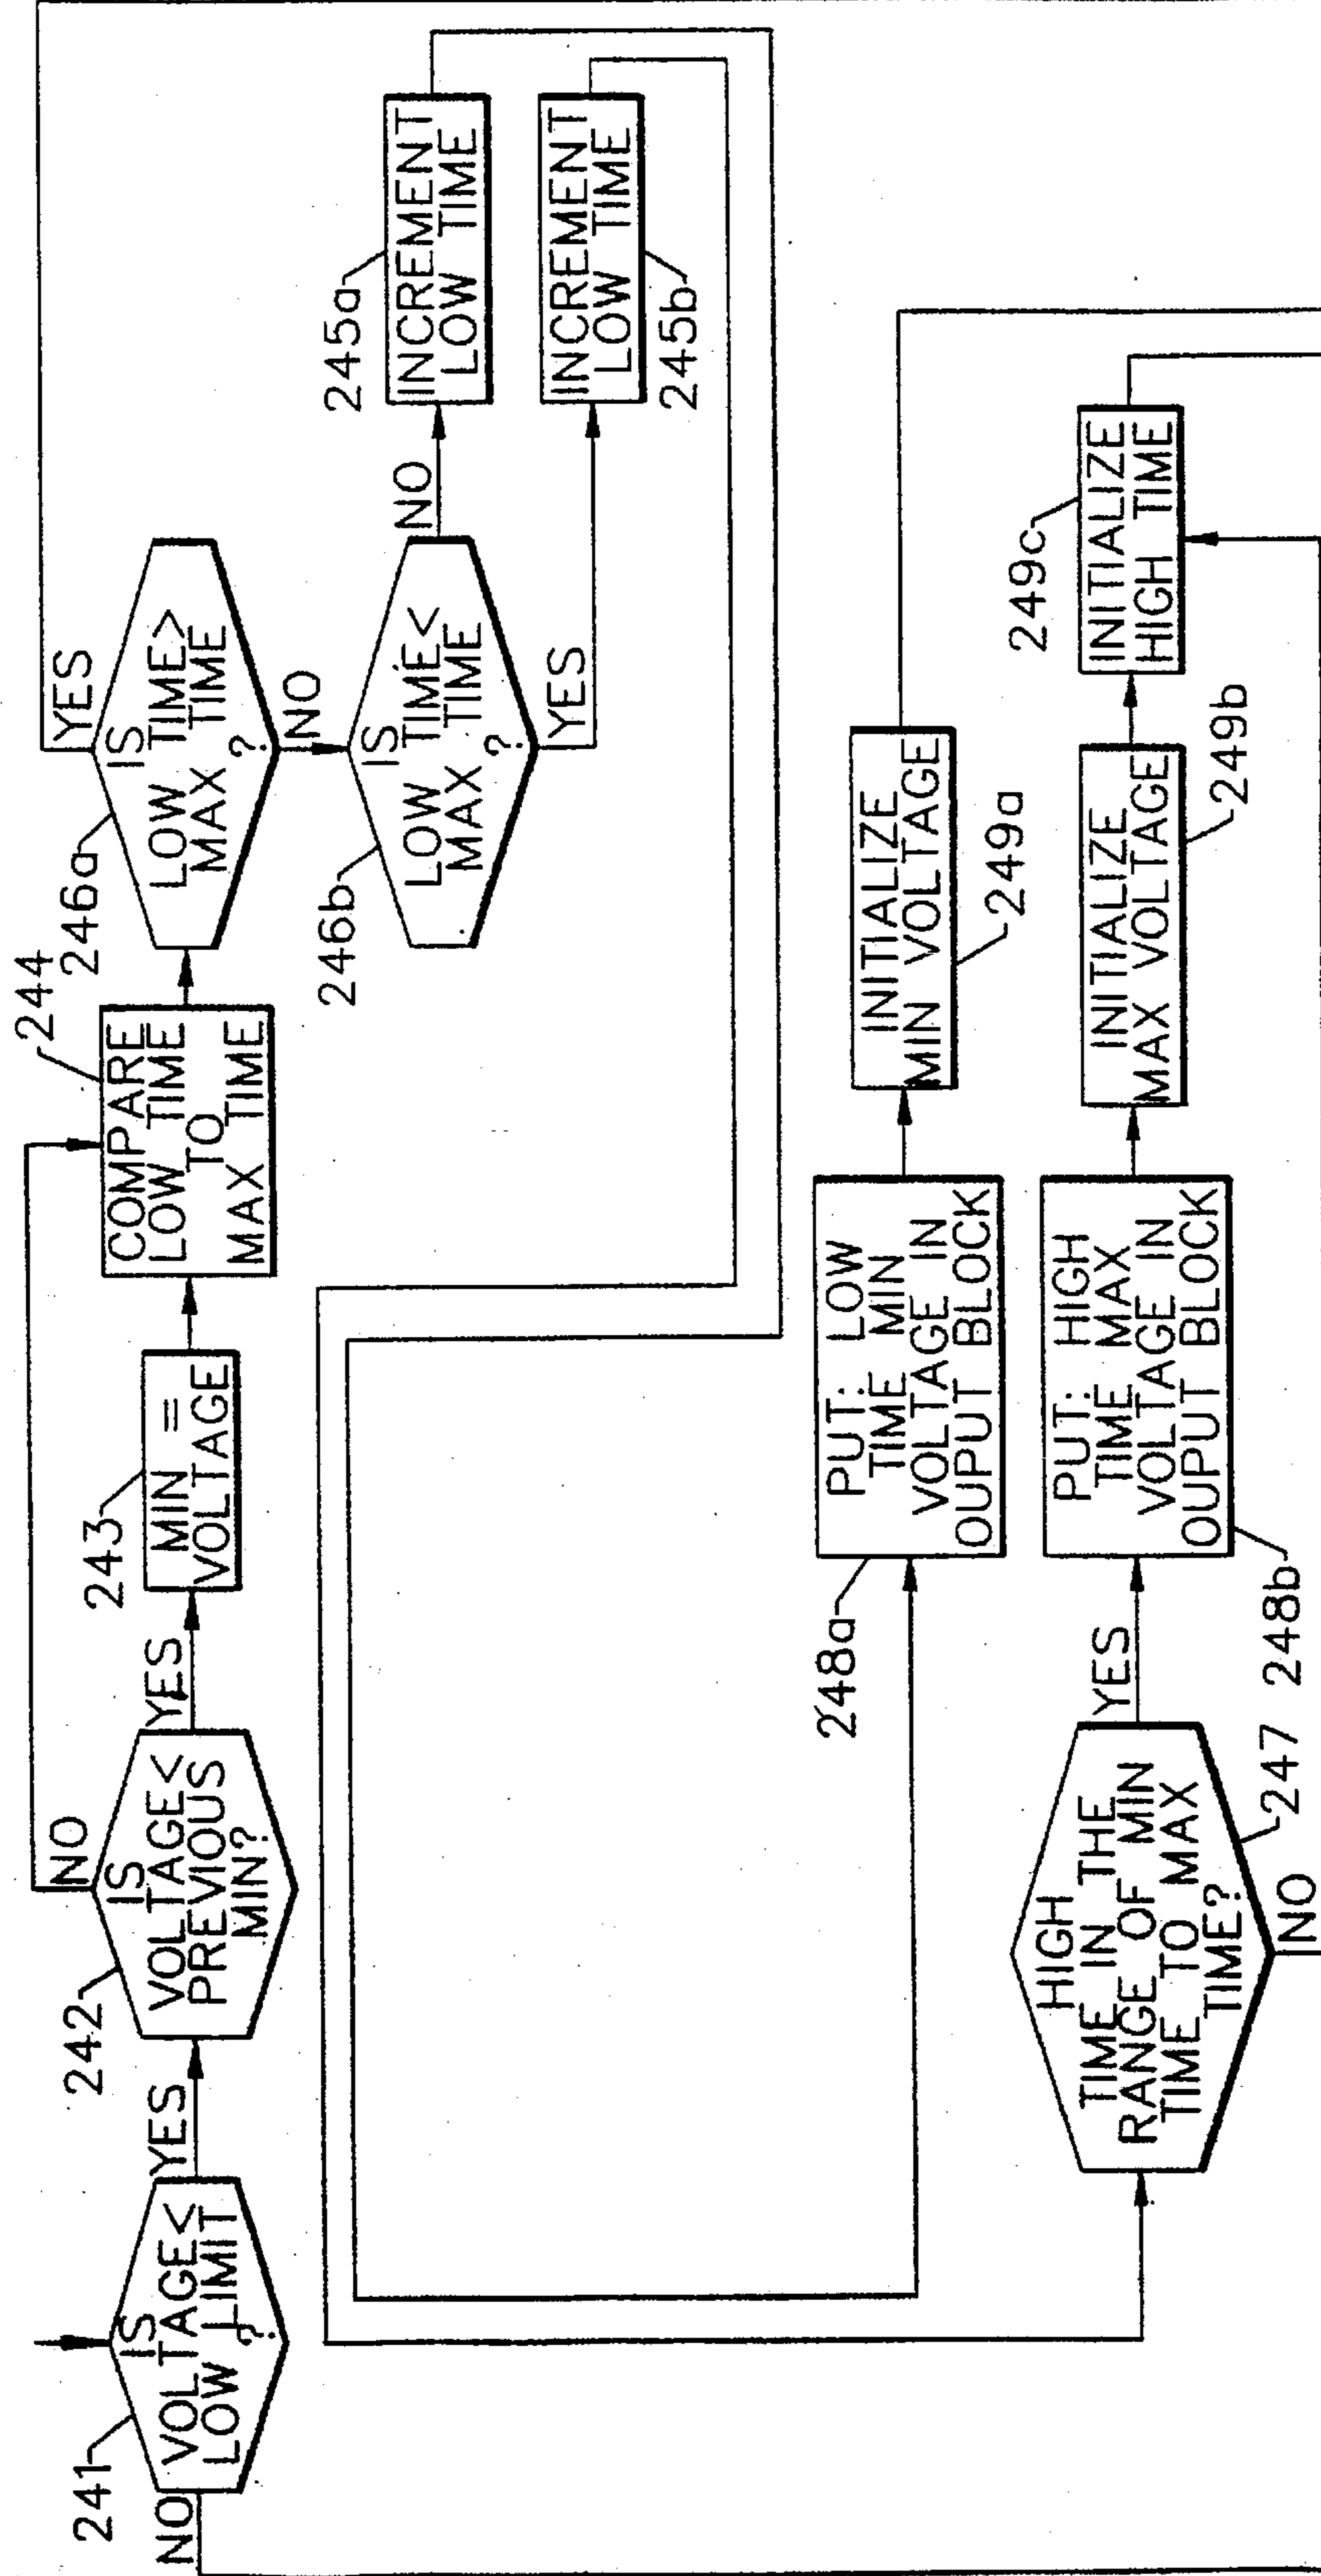 241
IS
VOLTAGE<
LOW LIMIT
?
NO
YES
242
IS
VOLTAGE<
PREVIOUS
MIN?
NO
YES
243
MIN =
VOLTAGE
244
COMPARE
LOW TIME
TO
MAX TIME
246a
IS
LOW TIME>
MAX TIME
?
YES
NO
246b
IS
LOW TIME<
MAX TIME
?
NO
YES
245a
INCREMENT
LOW TIME
INCREMENT
LOW TIME
245b
248a
PUT: LOW
TIME MIN
VOLTAGE IN
OUPUT BLOCK
INITIALIZE
MIN VOLTAGE
249a
HIGH
TIME IN THE
RANGE OF MIN
TIME TO MAX
TIME?
247
NO
YES
PUT: HIGH
TIME MAX
VOLTAGE IN
OUPUT BLOCK
248b
INITIALIZE
MAX VOLTAGE
249b
249c
INITIALIZE
HIGH TIME